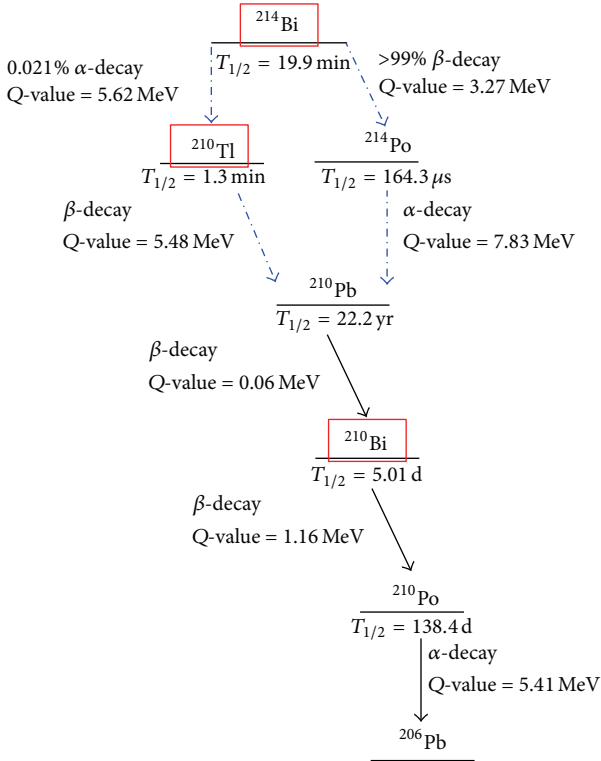 ²¹⁴Bi
T₁/₂ = 19.9 min
0.021% α-decay
Q-value = 5.62 MeV
>99% β-decay
Q-value = 3.27 MeV
²¹⁰Tl
T₁/₂ = 1.3 min
²¹⁴Po
T₁/₂ = 164.3 μs
β-decay
Q-value = 5.48 MeV
α-decay
Q-value = 7.83 MeV
²¹⁰Pb
T₁/₂ = 22.2 yr
β-decay
Q-value = 0.06 MeV
²¹⁰Bi
T₁/₂ = 5.01 d
β-decay
Q-value = 1.16 MeV
²¹⁰Po
T₁/₂ = 138.4 d
α-decay
Q-value = 5.41 MeV
²⁰⁶Pb